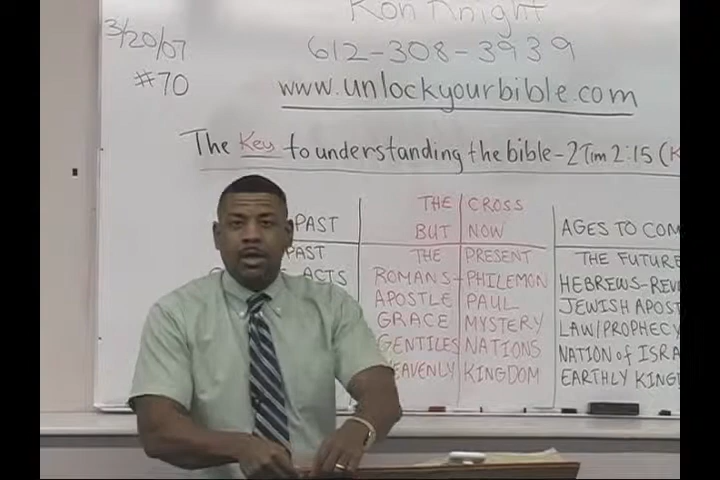 Ron Knight
3/20/07
#70
612-308-3939
www.unlockyourbible.com
The Key to understanding the bible-2Tim 2:15 (K
PAST
THE CROSS
BUT NOW
AGES TO COM
PAST
THE PRESENT
THE FUTURE
ACTS
ROMANS-PHILEMON
HEBREWS-REV
APOSTLE PAUL
JEWISH APOST
GRACE MYSTERY
LAW/PROPHECY
GENTILES NATIONS
NATION of ISRA
HEAVENLY KINGDOM
EARTHLY KING